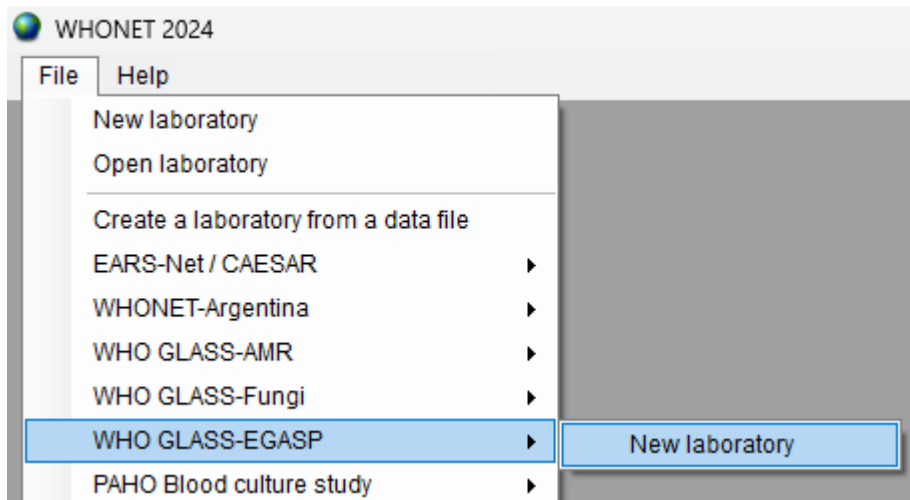 WHONET 2024
File Help
New laboratory
Open laboratory
Create a laboratory from a data file
EARS-Net / CAESAR
WHONET-Argentina
WHO GLASS-AMR
WHO GLASS-Fungi
WHO GLASS-EGASP New laboratory
PAHO Blood culture study